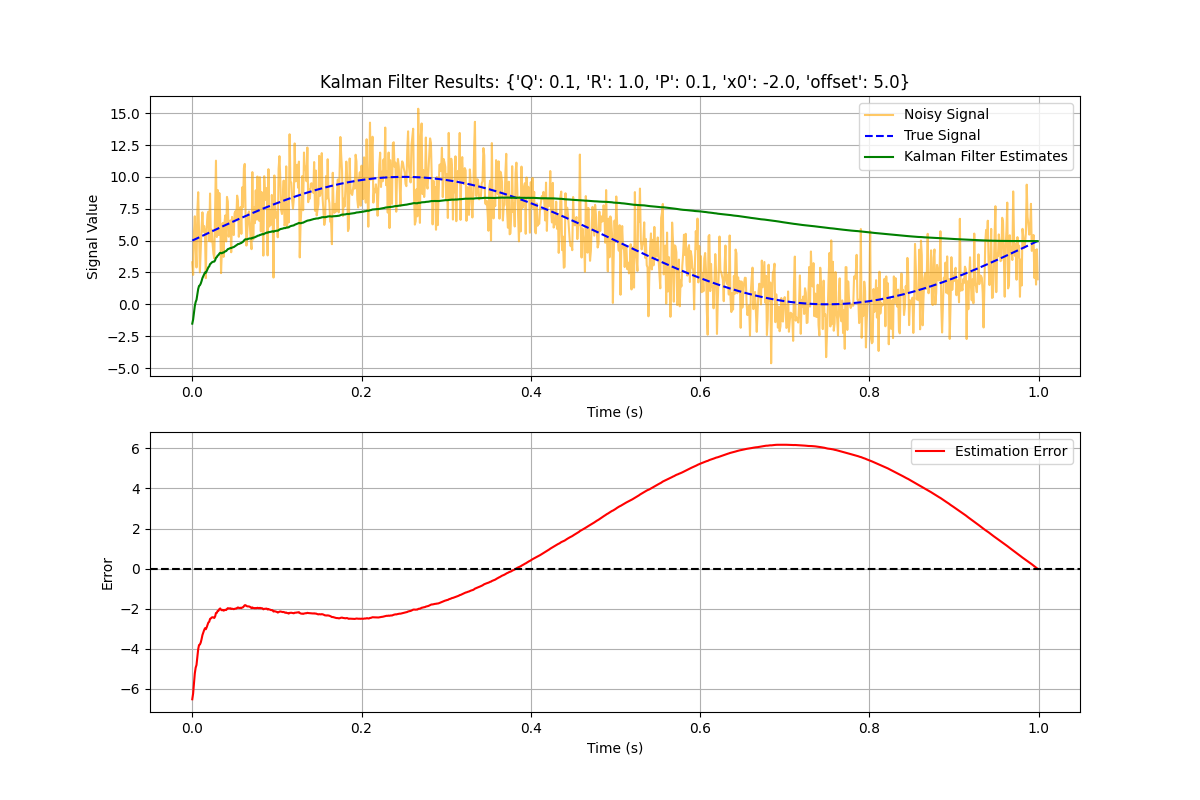 Kalman Filter Results: {'Q': 0.1, 'R': 1.0, 'P': 0.1, 'x0': -2.0, 'offset': 5.0}
Signal Value
15.0
12.5
10.0
7.5
5.0
2.5
0.0
−2.5
−5.0
Noisy Signal
True Signal
Kalman Filter Estimates
0.0 0.2 0.4 0.6 0.8 1.0
Time (s)
Error
6
4
2
0
−2
−4
−6
Estimation Error
0.0 0.2 0.4 0.6 0.8 1.0
Time (s)